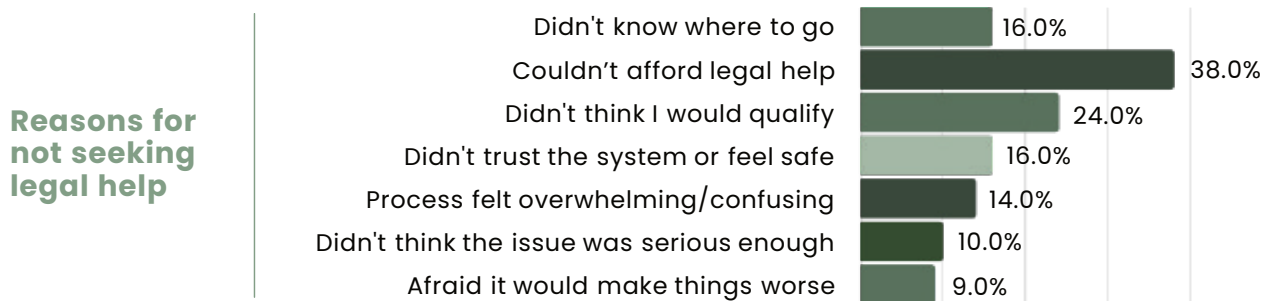 Reasons for
not seeking
legal help
Didn't know where to go 16.0%
Couldn’t afford legal help 38.0%
Didn't think I would qualify 24.0%
Didn't trust the system or feel safe 16.0%
Process felt overwhelming/confusing 14.0%
Didn't think the issue was serious enough 10.0%
Afraid it would make things worse 9.0%